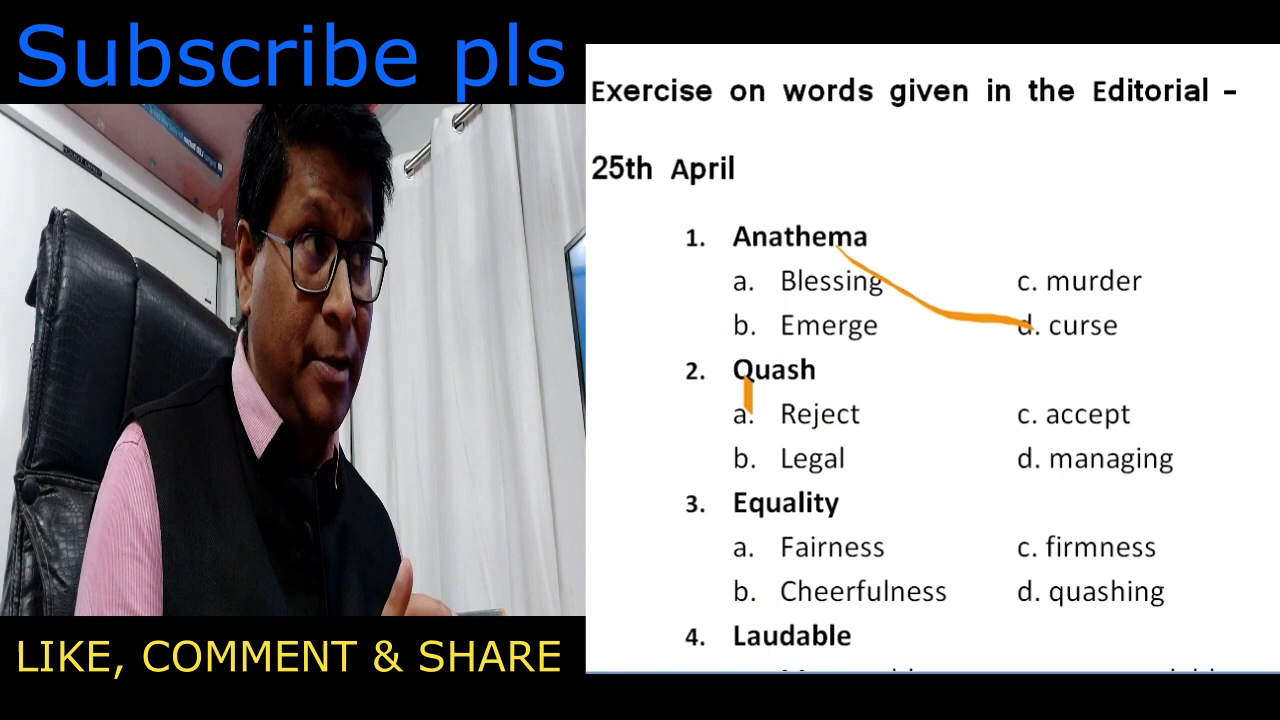 Subscribe pls
Exercise on words given in the Editorial –
25th April
1. Anathema
a. Blessing c. murder
b. Emerge d. curse
2. Quash
a. Reject c. accept
b. Legal d. managing
3. Equality
a. Fairness c. firmness
b. Cheerfulness d. quashing
4. Laudable
LIKE, COMMENT & SHARE